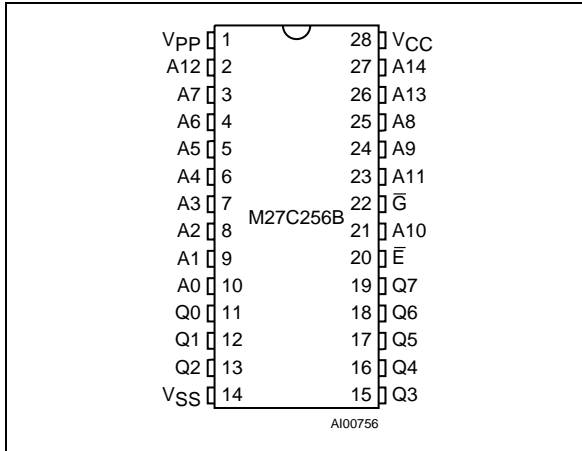 VPP 1 28 VCC
A12 2 27 A14
A7 3 26 A13
A6 4 25 A8
A5 5 24 A9
A4 6 23 A11
A3 7 22 G̅
M27C256B
A2 8 21 A10
A1 9 20 E̅
A0 10 19 Q7
Q0 11 18 Q6
Q1 12 17 Q5
Q2 13 16 Q4
VSS 14 15 Q3
AI00756